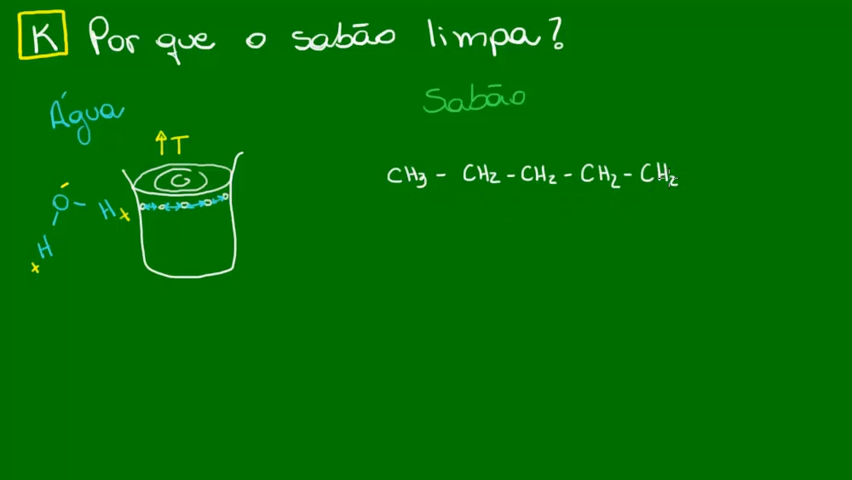 K Por que o sabão limpa?
Água
Sabão
↑T
CH3 - CH2 - CH2 - CH2 - CH2
O - H +
H
+